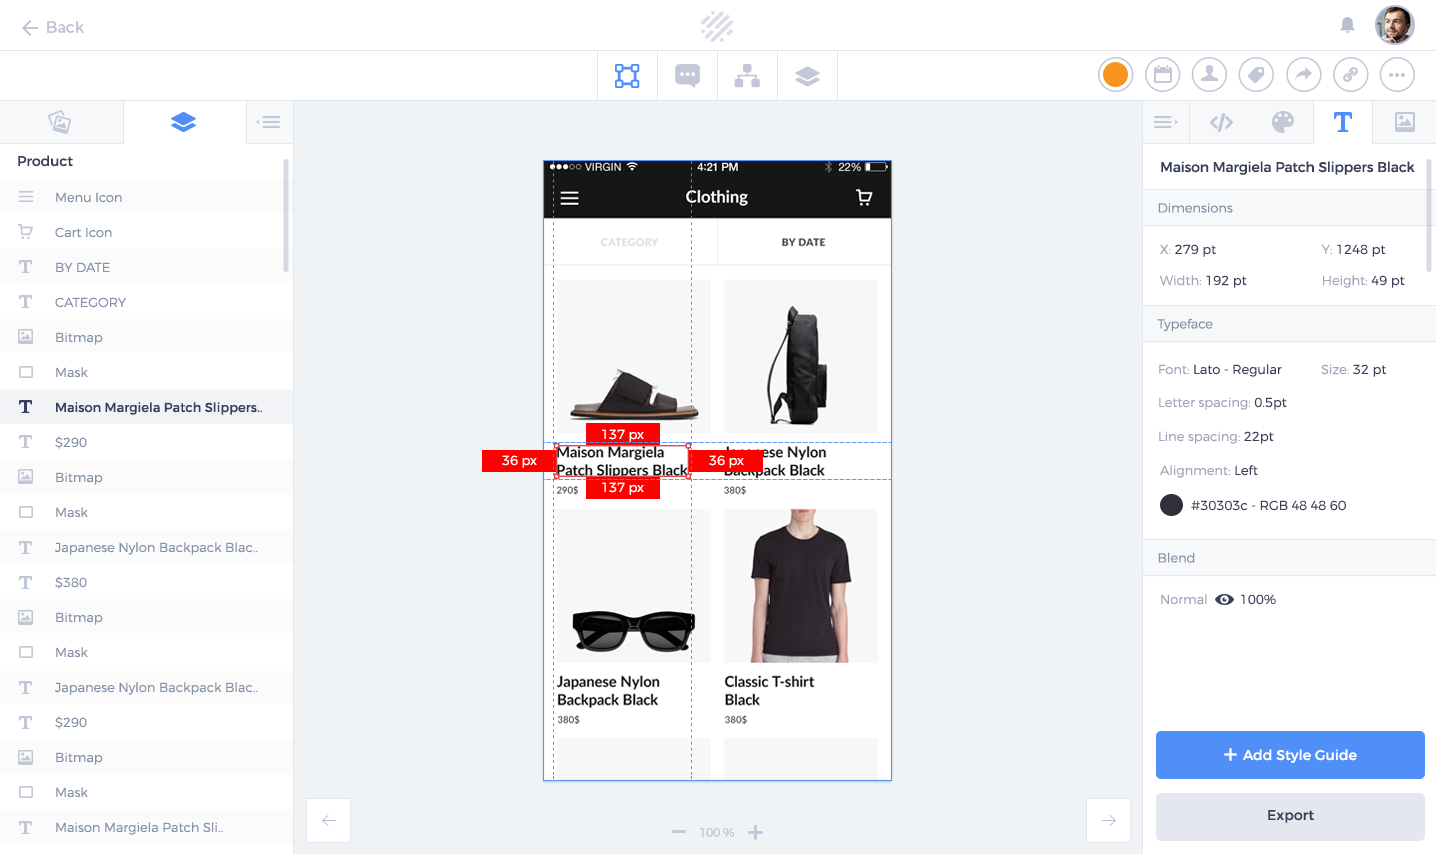 Back
Product
Menu Icon
Cart Icon
BY DATE
CATEGORY
Bitmap
Mask
Maison Margiela Patch Slippers..
$290
Bitmap
Mask
Japanese Nylon Backpack Blac..
$380
Bitmap
Mask
Japanese Nylon Backpack Blac..
$290
Bitmap
Mask
Maison Margiela Patch Sli..
VIRGIN 4:21 PM 22%
Clothing
CATEGORY BY DATE
137 px
36 px
Maison Margiela
Patch Slippers Black
290$
36 px
137 px
Nylon
Backpack Black
380$
Japanese Nylon
Backpack Black
380$
Classic T-shirt
Black
380$
100 %
Maison Margiela Patch Slippers Black
Dimensions
X: 279 pt Y: 1248 pt
Width: 192 pt Height: 49 pt
Typeface
Font: Lato - Regular Size: 32 pt
Letter spacing: 0.5pt
Line spacing: 22pt
Alignment: Left
#30303c - RGB 48 48 60
Blend
Normal 100%
+ Add Style Guide
Export